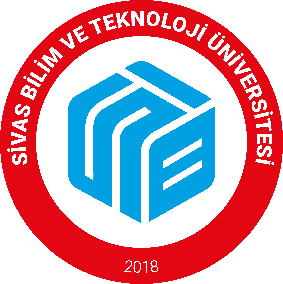 SİVAS BİLİM VE TEKNOLOJİ ÜNİVERSİTESİ
2018